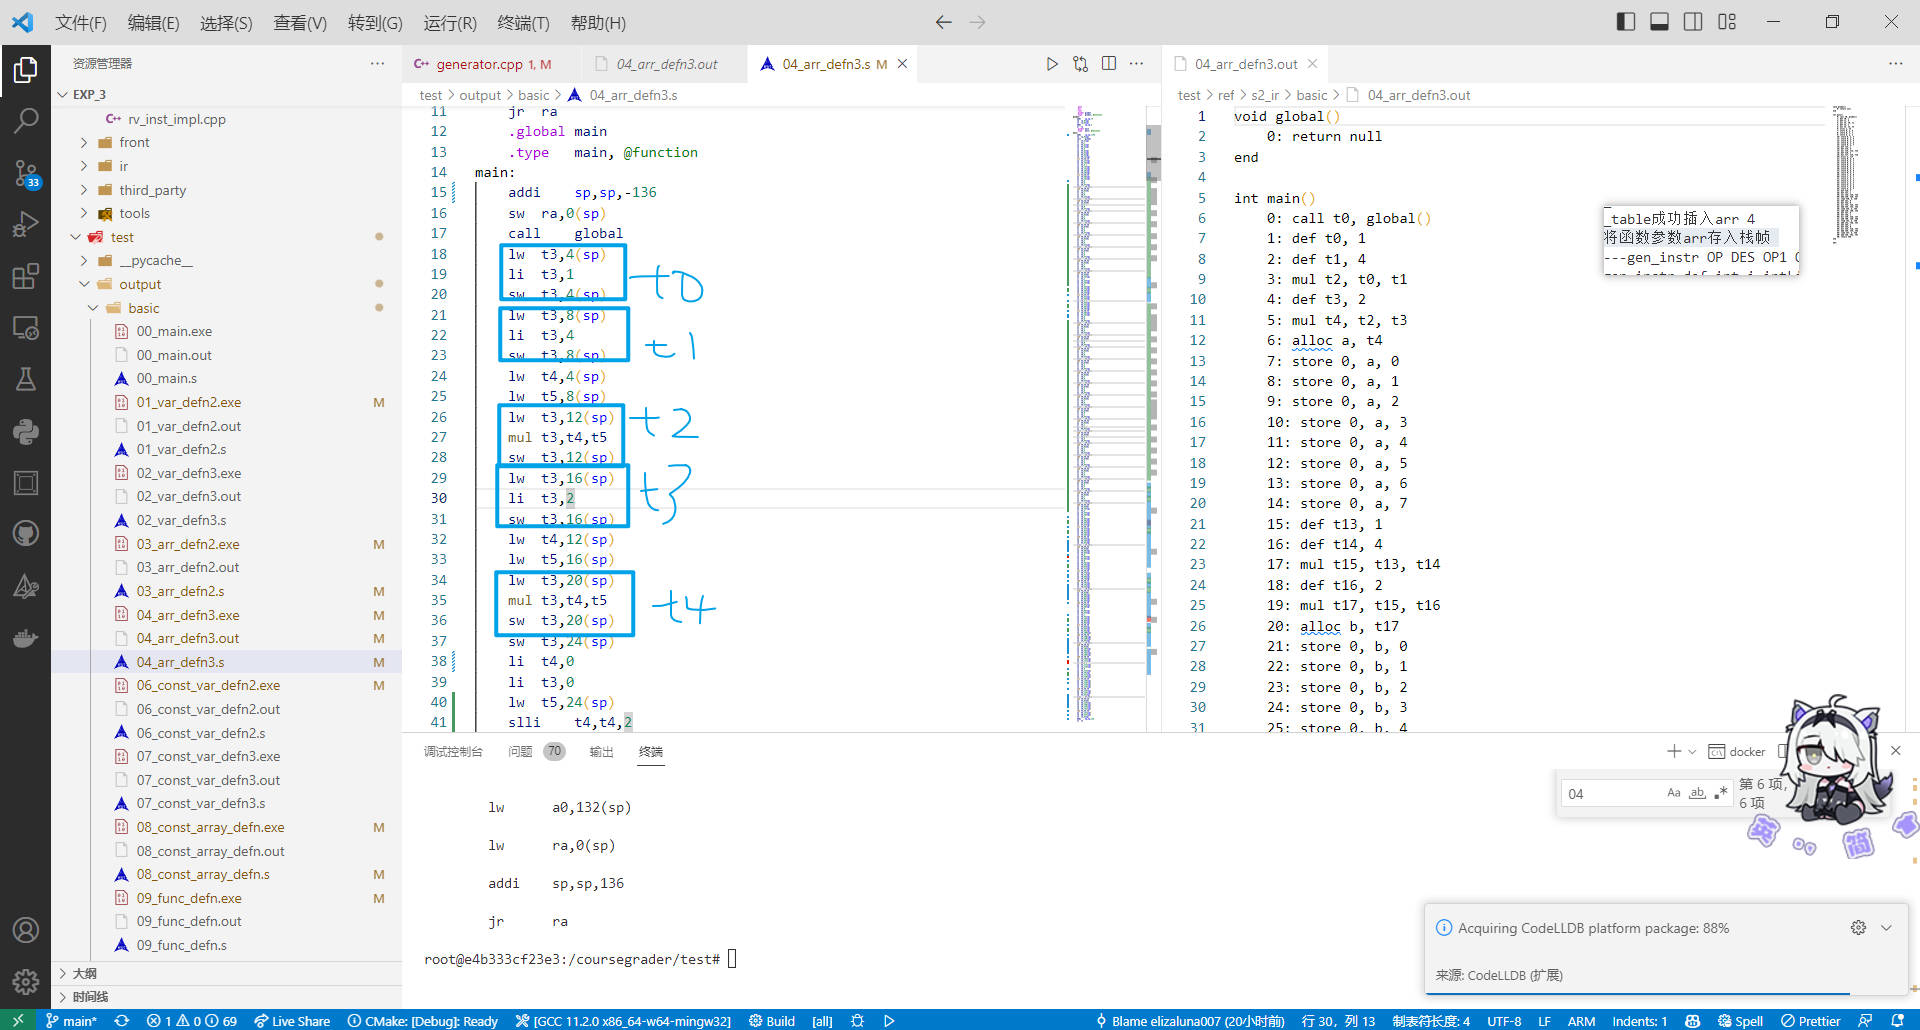 文件(F) 编辑(E) 选择(S) 查看(V) 转到(G) 运行(R) 终端(T) 帮助(H)
资源管理器
EXP_3
rv_inst_impl.cpp
front
ir
third_party
tools
test
__pycache__
output
basic
00_main.exe
00_main.out
00_main.s
01_var_defn2.exe M
01_var_defn2.out
01_var_defn2.s
02_var_defn3.exe
02_var_defn3.out
02_var_defn3.s
03_arr_defn2.exe M
03_arr_defn2.out
03_arr_defn2.s M
04_arr_defn3.exe M
04_arr_defn3.out M
04_arr_defn3.s M
06_const_var_defn2.exe M
06_const_var_defn2.out
06_const_var_defn2.s
07_const_var_defn3.exe
07_const_var_defn3.out
07_const_var_defn3.s
08_const_array_defn.exe M
08_const_array_defn.out
08_const_array_defn.s M
09_func_defn.exe M
09_func_defn.out
09_func_defn.s
大纲
时间线
33
generator.cpp 1, M
04_arr_defn3.out
04_arr_defn3.s M
test > output > basic > 04_arr_defn3.s
11 jr ra
12 .global main
13 .type main, @function
14 main:
15 addi sp,sp,-136
16 sw ra,0(sp)
17 call global
18 lw t3,4(sp)
19 li t3,1
20 sw t3,4(sp)
21 lw t3,8(sp)
22 li t3,4
23 sw t3,8(sp)
24 lw t4,4(sp)
25 lw t5,8(sp)
26 lw t3,12(sp)
27 mul t3,t4,t5
28 sw t3,12(sp)
29 lw t3,16(sp)
30 li t3,2
31 sw t3,16(sp)
32 lw t4,12(sp)
33 lw t5,16(sp)
34 lw t3,20(sp)
35 mul t3,t4,t5
36 sw t3,20(sp)
37 sw t3,24(sp)
38 li t4,0
39 li t3,0
40 lw t5,24(sp)
41 slli t4,t4,2
t0
t1
t2
t3
t4
04_arr_defn3.out
test > ref > s2_ir > basic > 04_arr_defn3.out
1 void global()
2 0: return null
3 end
4
5 int main()
6 0: call t0, global()
7 1: def t0, 1
8 2: def t1, 4
9 3: mul t2, t0, t1
10 4: def t3, 2
11 5: mul t4, t2, t3
12 6: alloc a, t4
13 7: store 0, a, 0
14 8: store 0, a, 1
15 9: store 0, a, 2
16 10: store 0, a, 3
17 11: store 0, a, 4
18 12: store 0, a, 5
19 13: store 0, a, 6
20 14: store 0, a, 7
21 15: def t13, 1
22 16: def t14, 4
23 17: mul t15, t13, t14
24 18: def t16, 2
25 19: mul t17, t15, t16
26 20: alloc b, t17
27 21: store 0, b, 0
28 22: store 0, b, 1
29 23: store 0, b, 2
30 24: store 0, b, 3
31 25: store 0, b, 4
_table成功插入arr 4
将函数参数arr存入栈帧
---gen_instr OP DES OP1
调试控制台 问题 70 输出 终端
docker
04
第 6 项,
6 项
lw a0,132(sp)
lw ra,0(sp)
addi sp,sp,136
jr ra
root@e4b333cf23e3:/coursegrader/test#
英
简
Acquiring CodeLLDB platform package: 88%
来源: CodeLLDB (扩展)
main* 1 0 69 Live Share CMake: [Debug]: Ready [GCC 11.2.0 x86_64-w64-mingw32] Build [all] Blame elizaluna007 (20小时前) 行 30, 列 13 制表符长度: 4 UTF-8 LF ARM Indents: 1 Spell Prettier